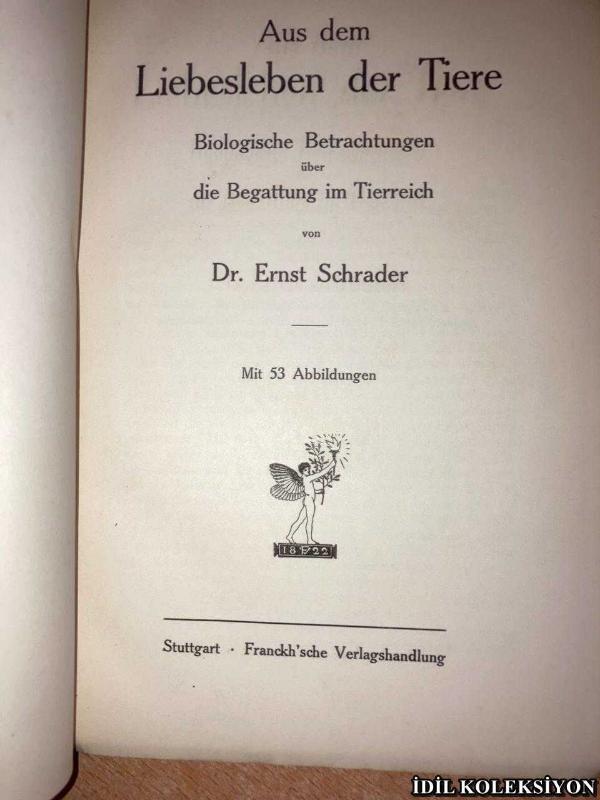 Aus dem
Liebesleben der Tiere
Biologische Betrachtungen
über
die Begattung im Tierreich
von
Dr. Ernst Schrader
Mit 53 Abbildungen
18 22
Stuttgart · Franckh'sche Verlagshandlung
İDİL KOLEKSİYON